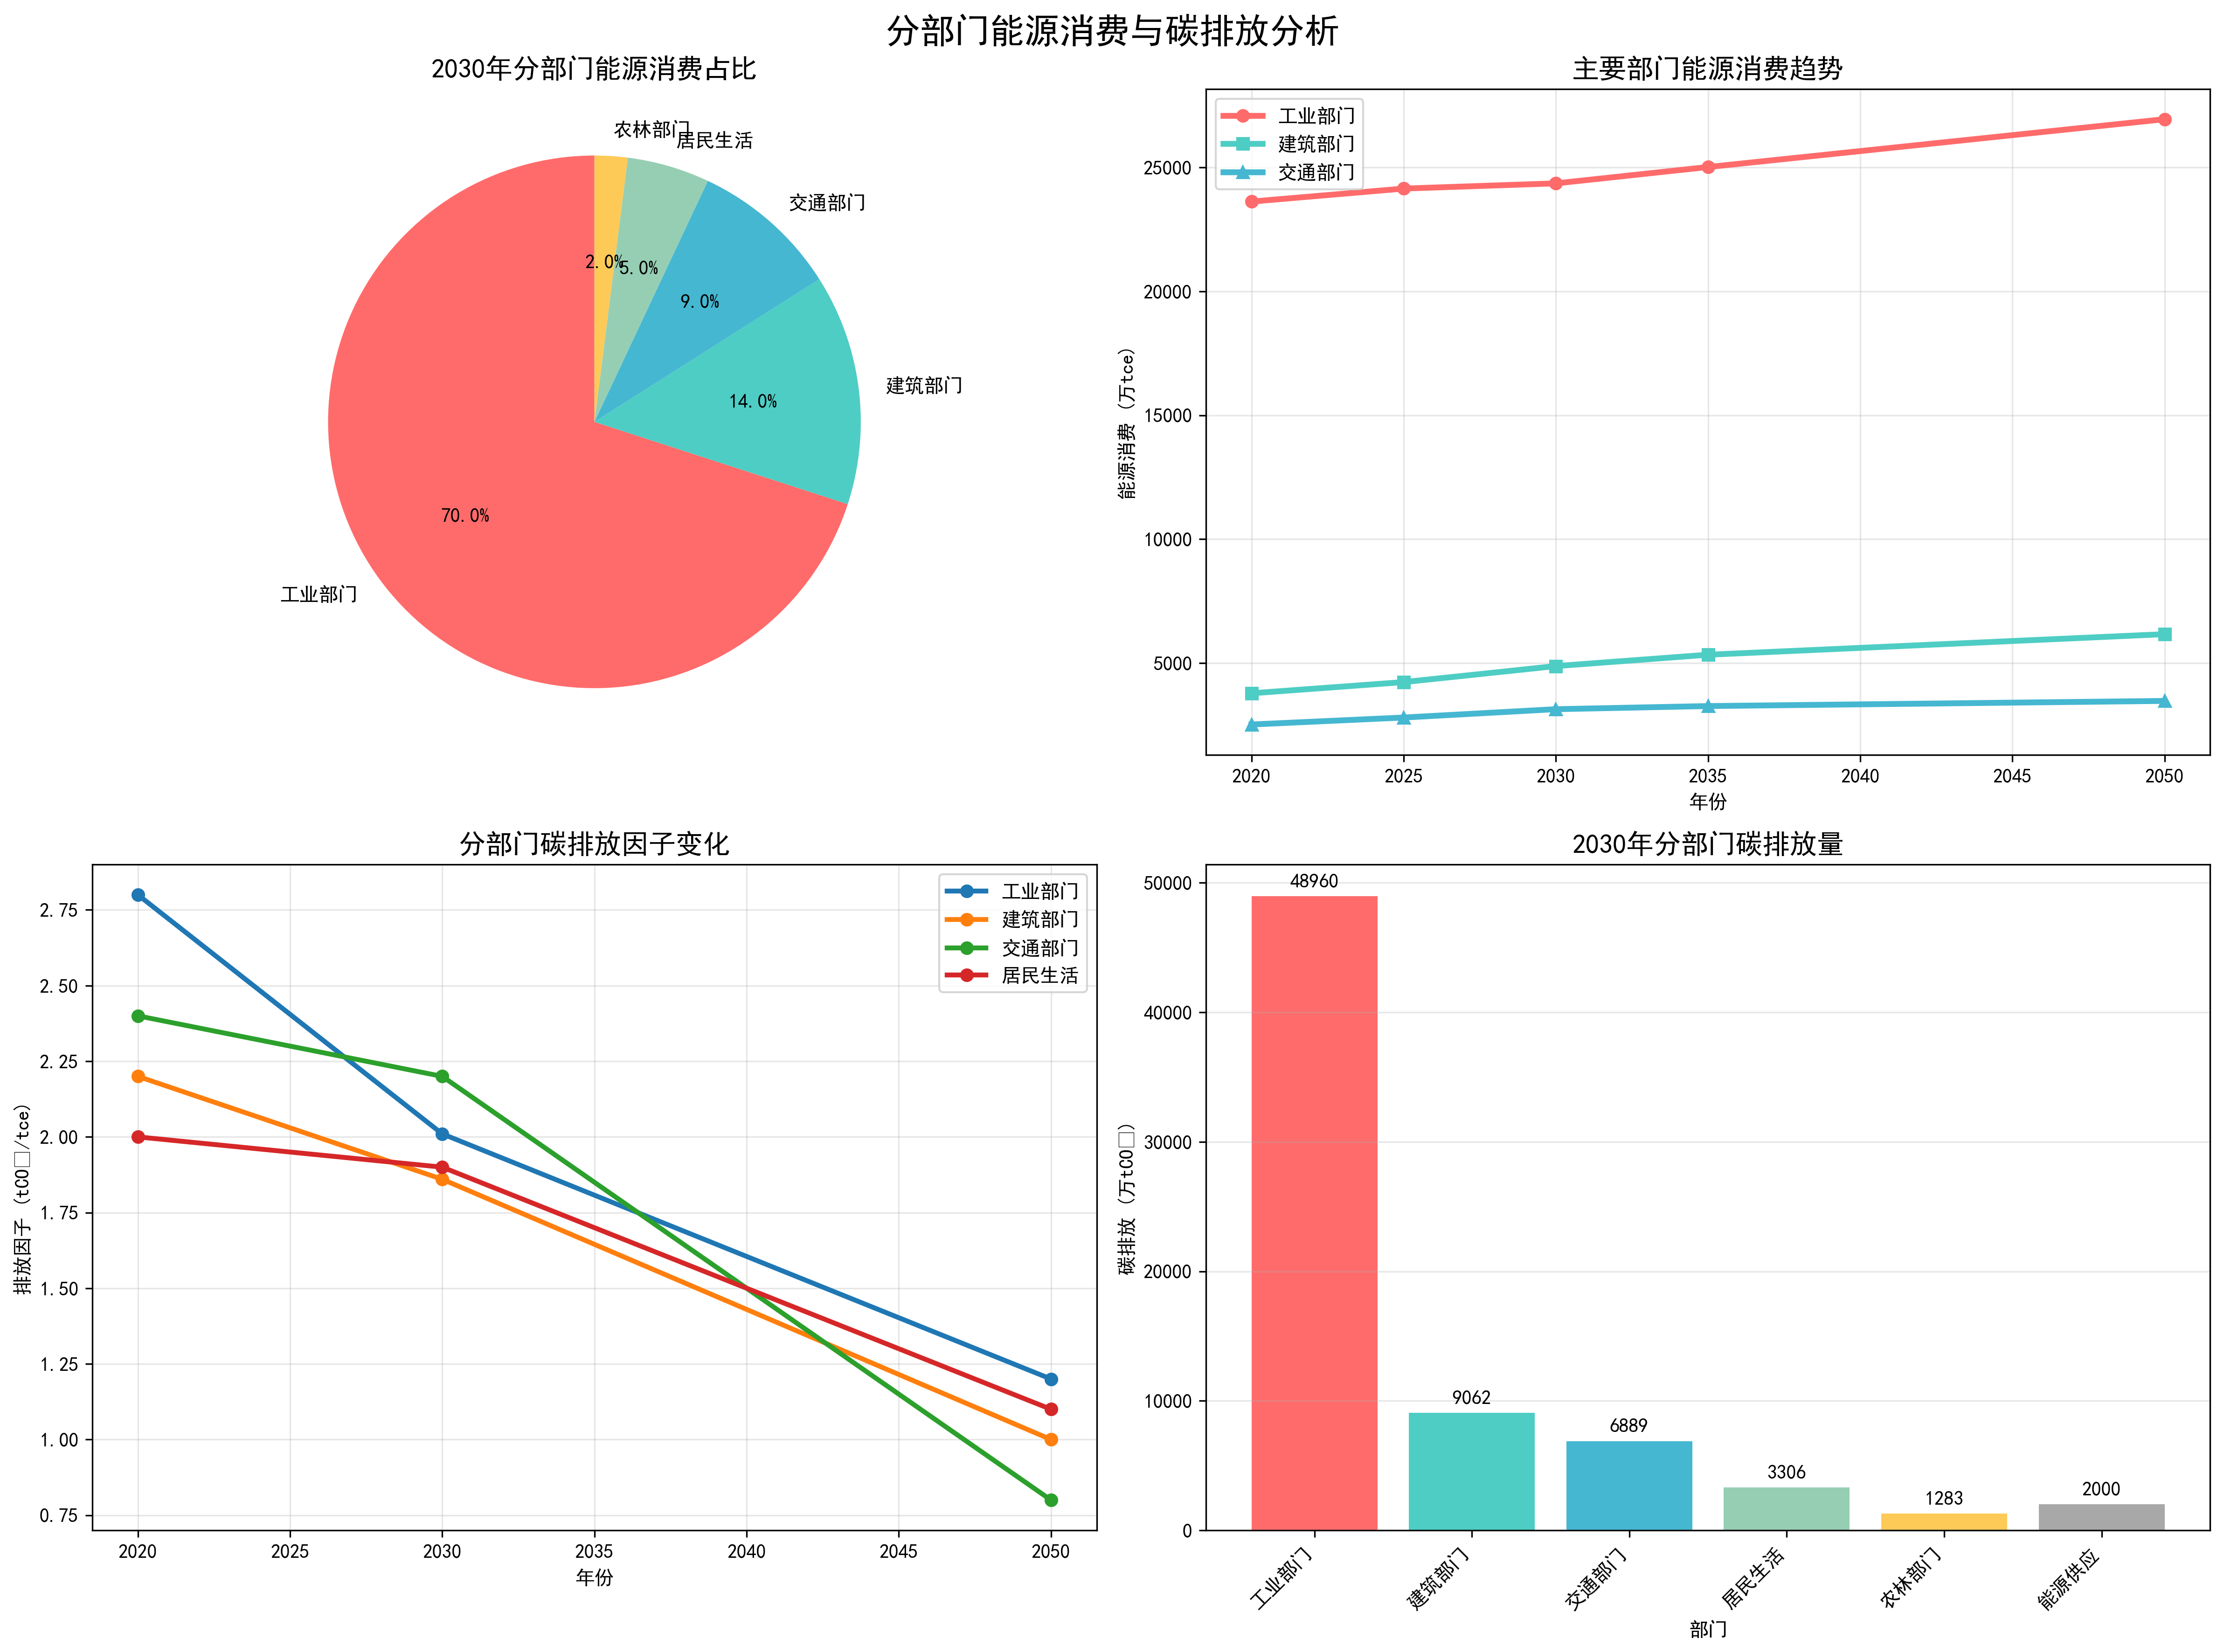 分部门能源消费与碳排放分析
2030年分部门能源消费占比
农林部门
居民生活
交通部门
建筑部门
工业部门
2.0%
5.0%
9.0%
14.0%
70.0%
主要部门能源消费趋势
工业部门
建筑部门
交通部门
能源消费 (万tce)
25000
20000
15000
10000
5000
2020 2025 2030 2035 2040 2045 2050
年份
分部门碳排放因子变化
工业部门
建筑部门
交通部门
居民生活
排放因子 (tCO□/tce)
2.75
2.50
2.25
2.00
1.75
1.50
1.25
1.00
0.75
2020 2025 2030 2035 2040 2045 2050
年份
2030年分部门碳排放量
碳排放 (万tCO□)
50000
40000
30000
20000
10000
0
48960
9062
6889
3306
1283
2000
工业部门
建筑部门
交通部门
居民生活
农林部门
能源供应
部门